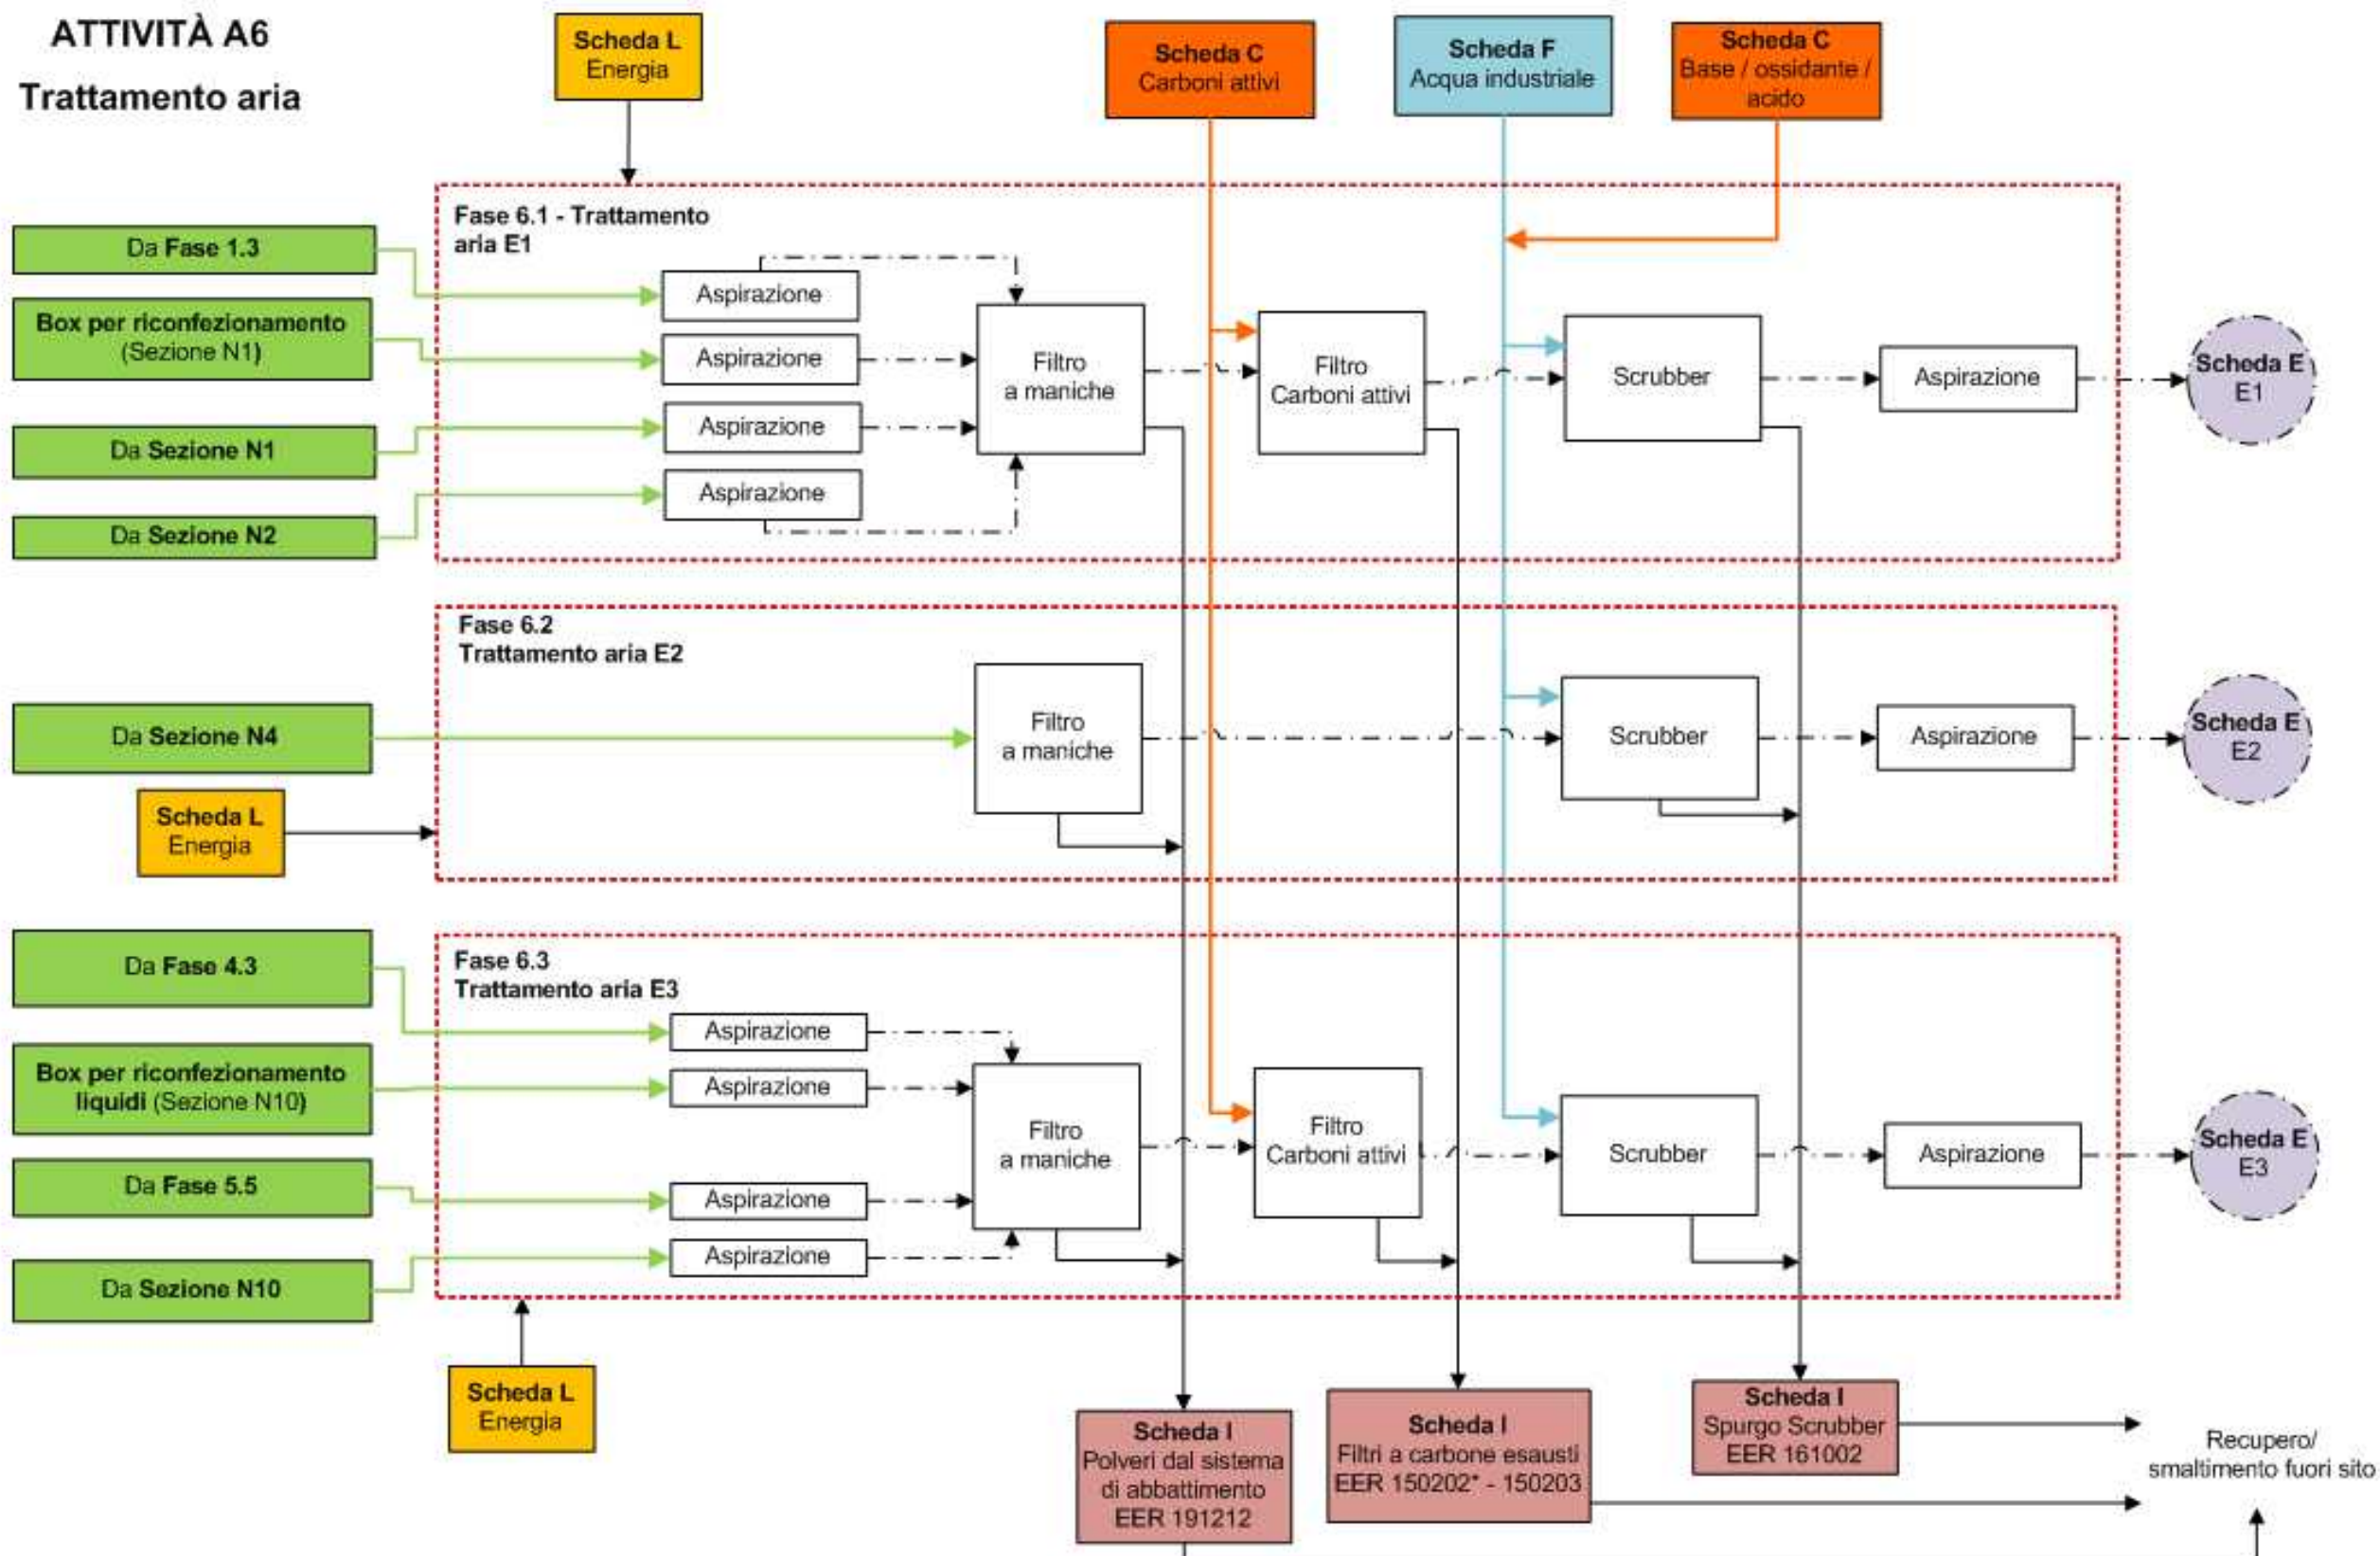 ATTIVITÀ A6
Trattamento aria
Scheda L
Energia
Scheda C
Carboni attivi
Scheda F
Acqua industriale
Scheda C
Base / ossidante /
acido
Fase 6.1 - Trattamento
aria E1
Da Fase 1.3
Box per riconfezionamento
(Sezione N1)
Da Sezione N1
Da Sezione N2
Aspirazione
Aspirazione
Aspirazione
Aspirazione
Filtro
a maniche
Filtro
Carboni attivi
Scrubber
Aspirazione
Scheda E
E1
Fase 6.2
Trattamento aria E2
Da Sezione N4
Scheda L
Energia
Filtro
a maniche
Scrubber
Aspirazione
Scheda E
E2
Fase 6.3
Trattamento aria E3
Da Fase 4.3
Box per riconfezionamento
liquidi (Sezione N10)
Da Fase 5.5
Da Sezione N10
Aspirazione
Aspirazione
Aspirazione
Aspirazione
Filtro
a maniche
Filtro
Carboni attivi
Scrubber
Aspirazione
Scheda E
E3
Scheda L
Energia
Scheda I
Polveri dal sistema
di abbattimento
EER 191212
Scheda I
Filtri a carbone esausti
EER 150202* - 150203
Scheda I
Spurgo Scrubber
EER 161002
Recupero/
smaltimento fuori sito